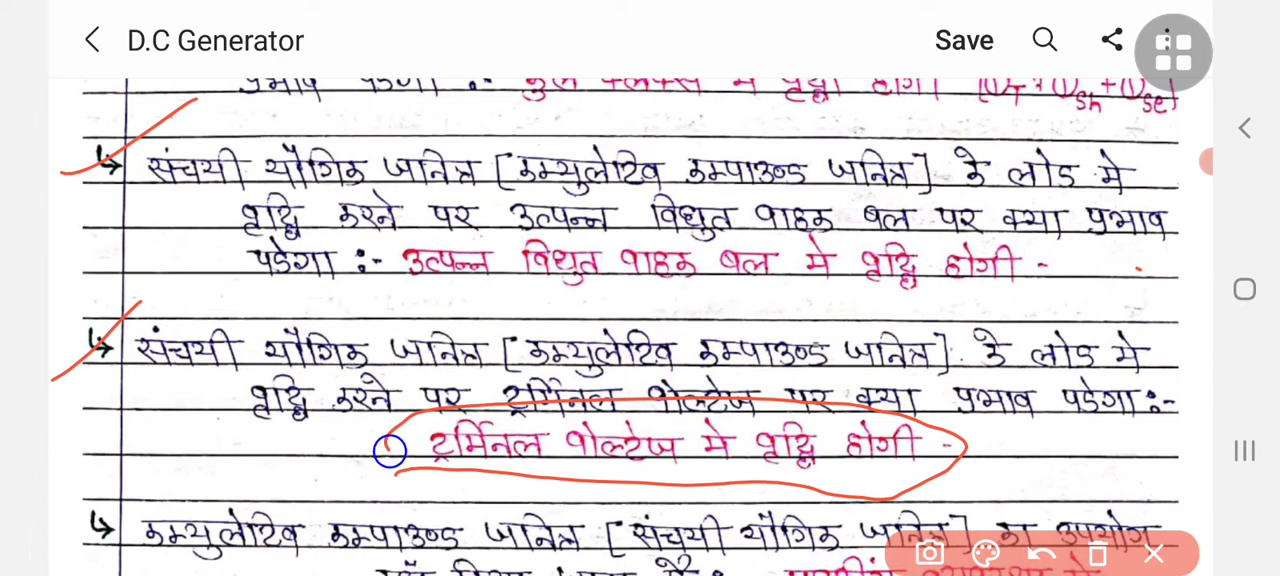 D.C Generator
Save
संचयी यौगिक जनित्र [कम्युलेटिव कम्पाउण्ड जनित्र] के लोड मे
वृद्धि करने पर उत्पन्न विधुत वाहक बल पर क्या प्रभाव
पडेगा :- उत्पन्न विधुत वाहक बल मे वृद्धि होगी -
संचयी यौगिक जनित्र [कम्युलेटिव कम्पाउण्ड जनित्र] के लोड मे
वृद्धि करने पर टर्मिनल वोल्टेज पर क्या प्रभाव पडेगा :-
टर्मिनल वोल्टेज मे वृद्धि होगी -
कम्युलेटिव कम्पाउण्ड जनित्र [संचयी यौगिक जनित्र] का उपयोग